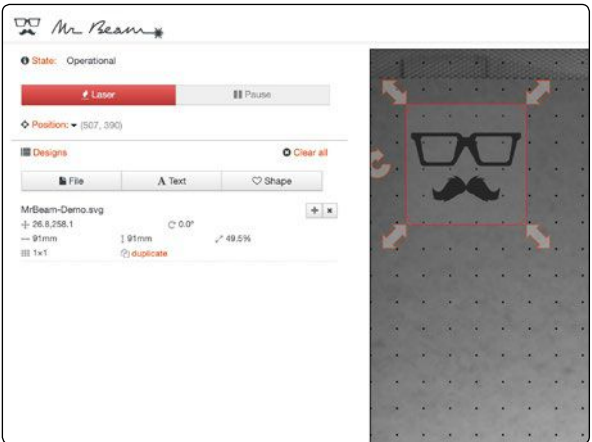 Mr Beam
State: Operational
Laser
Pause
Position: (507, 390)
Designs
Clear all
File
Text
Shape
MrBeam-Demo.svg
26.8,258.1
0.0°
91mm
91mm
49.5%
1×1
duplicate